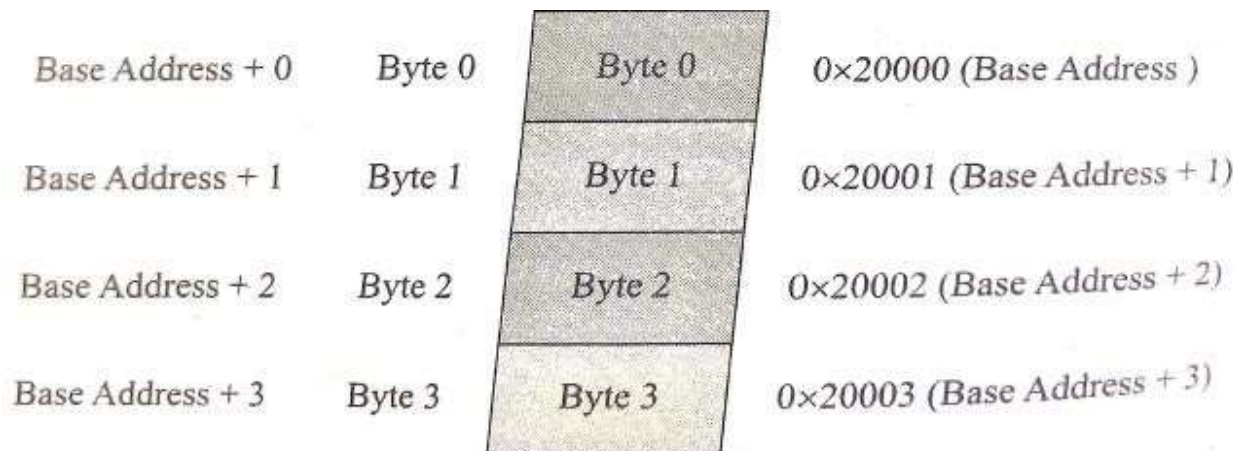 Base Address + 0 Byte 0 Byte 0 0×20000 (Base Address )
Base Address + 1 Byte 1 Byte 1 0×20001 (Base Address + 1)
Base Address + 2 Byte 2 Byte 2 0×20002 (Base Address + 2)
Base Address + 3 Byte 3 Byte 3 0×20003 (Base Address + 3)